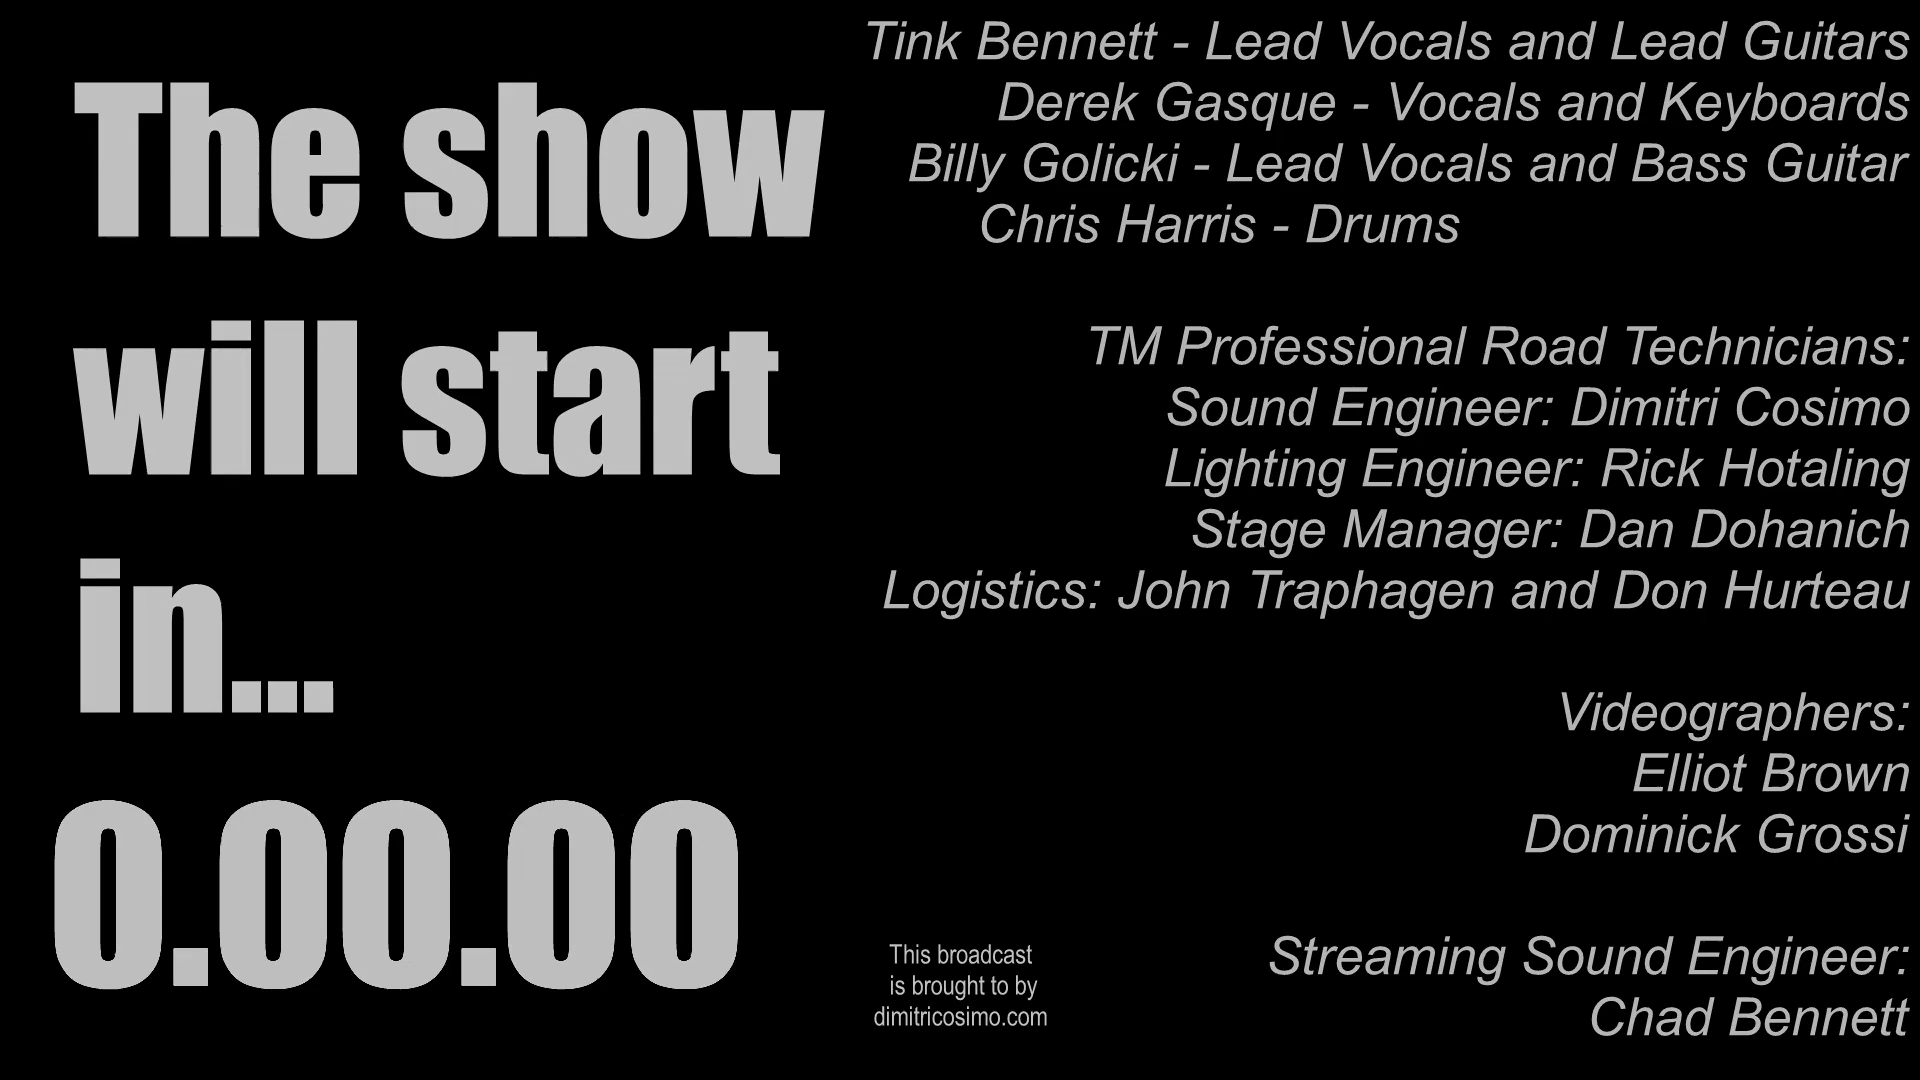 The show
will start
in...
0.00.00
Tink Bennett - Lead Vocals and Lead Guitars
Derek Gasque - Vocals and Keyboards
Billy Golicki - Lead Vocals and Bass Guitar
Chris Harris - Drums
TM Professional Road Technicians:
Sound Engineer: Dimitri Cosimo
Lighting Engineer: Rick Hotaling
Stage Manager: Dan Dohanich
Logistics: John Traphagen and Don Hurteau
Videographers:
Elliot Brown
Dominick Grossi
Streaming Sound Engineer:
Chad Bennett
This broadcast
is brought to by
dimitricosimo.com